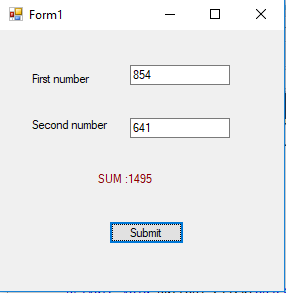 Form1
First number 854
Second number 641
SUM :1495
Submit